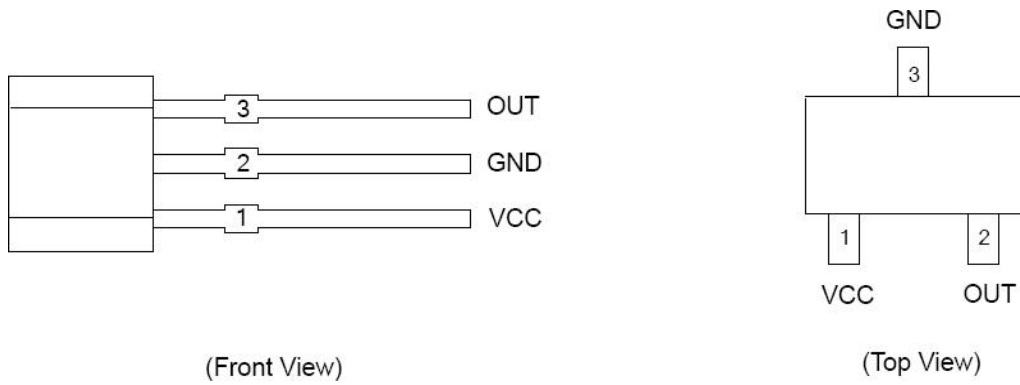 3 OUT
2 GND
1 VCC
(Front View)
GND
3
1 2
VCC OUT
(Top View)